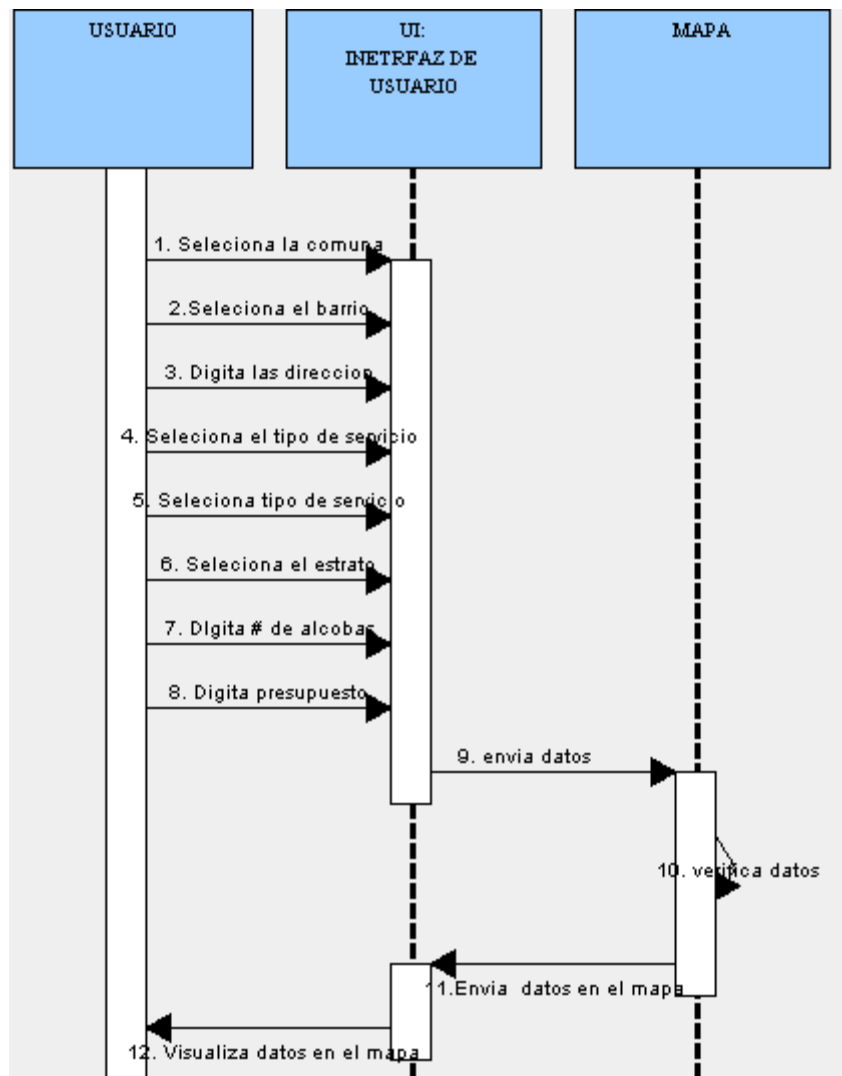 USUARIO
UI:
INETRFAZ DE
USUARIO
MAPA
1. Seleciona la comuna
2.Seleciona el barrio
3. Digita las direccion
4. Seleciona el tipo de servicio
5. Seleciona tipo de servicio
6. Seleciona el estrato
7. DIgita # de alcobas
8. Digita presupuesto
9. envia datos
10. verifica datos
11.Envia datos en el mapa
12. Visualiza datos en el mapa